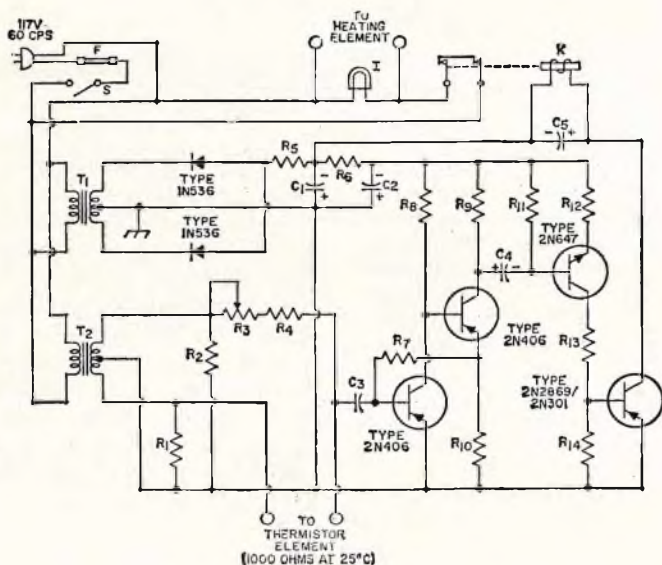 117V
60 CPS
F
S
TO
HEATING
ELEMENT
I
K
C5
- +
R5
R6
C1
-
+
C2
-
+
T1
TYPE
1N536
TYPE
1N536
R8
R9
R11
R12
TYPE
2N647
C4
+ -
T2
R3
R4
R2
R7
C3
TYPE
2N406
TYPE
2N406
R13
TYPE
2N2869/
2N301
R1
R10
R14
TO
THERMISTOR
ELEMENT
(1000 OHMS AT 25°C)